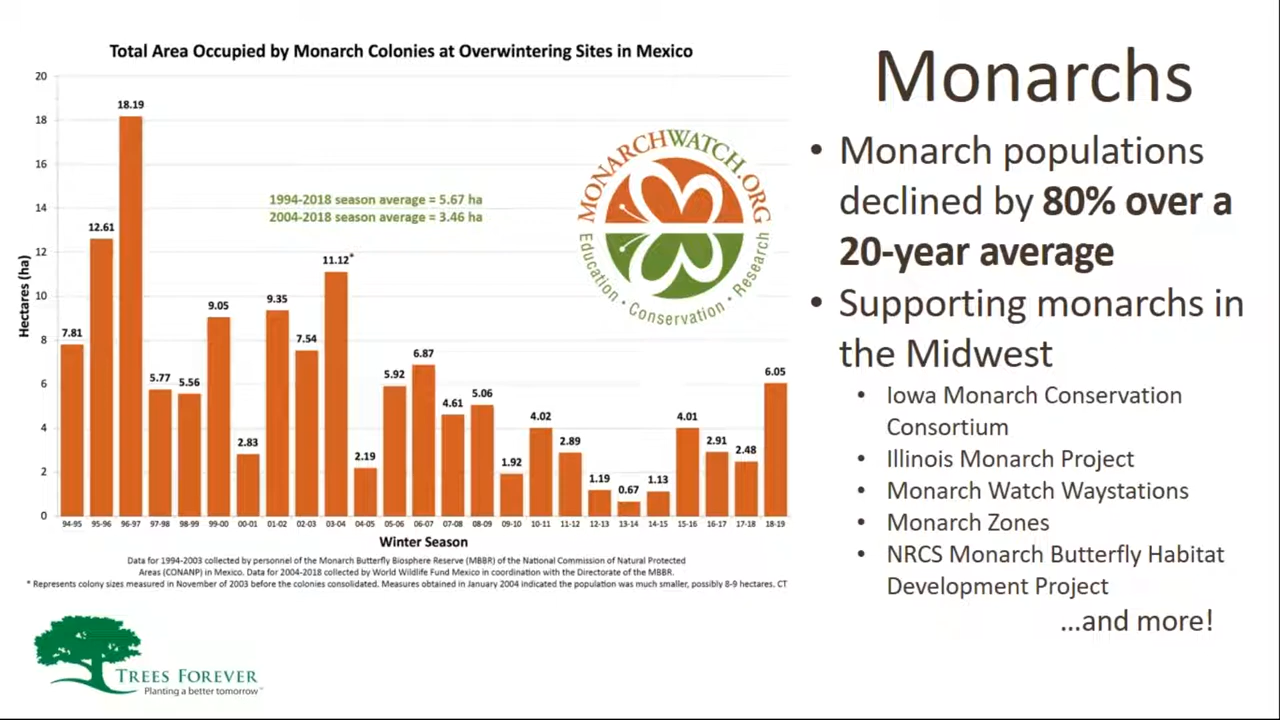 Total Area Occupied by Monarch Colonies at Overwintering Sites in Mexico
Hectares (ha)
20
18
16
14
12
10
8
6
4
2
0
7.81
12.61
18.19
5.77
5.56
9.05
2.83
9.35
7.54
11.12*
2.19
5.92
6.87
4.61
5.06
1.92
4.02
2.89
1.19
0.67
1.13
4.01
2.91
2.48
6.05
1994-2018 season average = 5.67 ha
2004-2018 season average = 3.46 ha
MONARCHWATCH.ORG
Education • Conservation • Research
94-95 95-96 96-97 97-98 98-99 99-00 00-01 01-02 02-03 03-04 04-05 05-06 06-07 07-08 08-09 09-10 10-11 11-12 12-13 13-14 14-15 15-16 16-17 17-18 18-19
Winter Season
Data for 1994-2003 collected by personnel of the Monarch Butterfly Biosphere Reserve (MBBR) of the National Commission of Natural Protected
Areas (CONANP) in Mexico. Data for 2004-2018 collected by World Wildlife Fund Mexico in coordination with the Directorate of the MBBR.
* Represents colony sizes measured in November of 2003 before the colonies consolidated. Measures obtained in January 2004 indicated the population was much smaller, possibly 8-9 hectares. CT
TREES FOREVER
Planting a better tomorrow™
Monarchs
• Monarch populations
declined by 80% over a
20-year average
• Supporting monarchs in
the Midwest
• Iowa Monarch Conservation
Consortium
• Illinois Monarch Project
• Monarch Watch Waystations
• Monarch Zones
• NRCS Monarch Butterfly Habitat
Development Project
...and more!